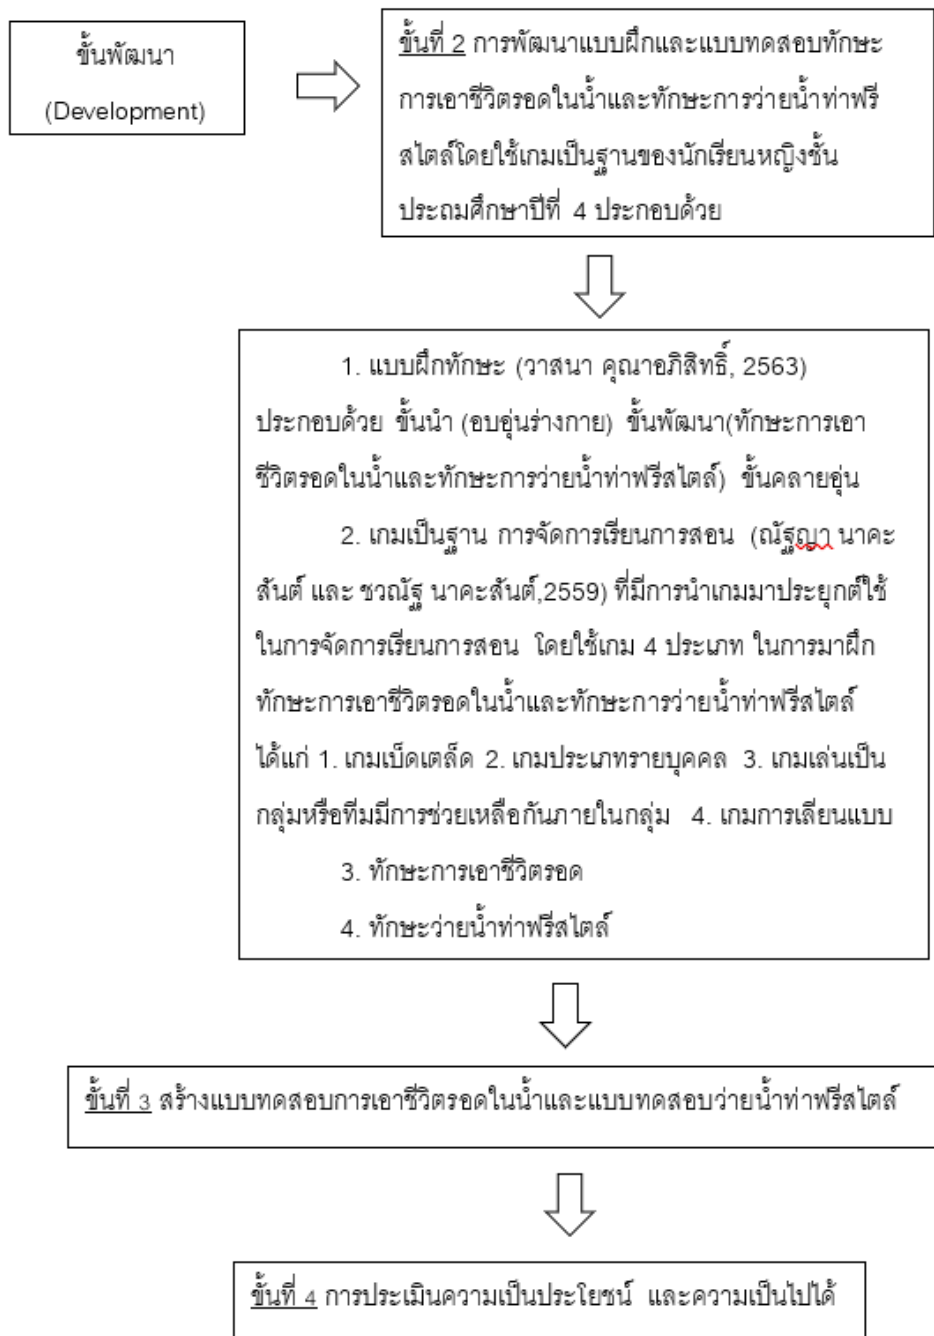 ขั้นพัฒนา
(Development)
ขั้นที่ 2 การพัฒนาแบบฝึกและแบบทดสอบทักษะ
การเอาชีวิตรอดในน้ำและทักษะการว่ายน้ำท่าฟรี
สไตล์โดยใช้เกมเป็นฐานของนักเรียนหญิงชั้น
ประถมศึกษาปีที่ 4 ประกอบด้วย
1. แบบฝึกทักษะ (วาสนา คุณาอภิสิทธิ์, 2563)
ประกอบด้วย ขั้นนำ (อบอุ่นร่างกาย) ขั้นพัฒนา(ทักษะการเอา
ชีวิตรอดในน้ำและทักษะการว่ายน้ำท่าฟรีสไตล์) ขั้นคลายอุ่น
2. เกมเป็นฐาน การจัดการเรียนการสอน (ณัฐญา นาคะ
สันต์ และ ชวณัฐ นาคะสันต์,2559) ที่มีการนำเกมมาประยุกต์ใช้
ในการจัดการเรียนการสอน โดยใช้เกม 4 ประเภท ในการมาฝึก
ทักษะการเอาชีวิตรอดในน้ำและทักษะการว่ายน้ำท่าฟรีสไตล์
ได้แก่ 1. เกมเบ็ดเตล็ด 2. เกมประเภทรายบุคคล 3. เกมเล่นเป็น
กลุ่มหรือทีมมีการช่วยเหลือกันภายในกลุ่ม 4. เกมการเลียนแบบ
3. ทักษะการเอาชีวิตรอด
4. ทักษะว่ายน้ำท่าฟรีสไตล์
ขั้นที่ 3 สร้างแบบทดสอบการเอาชีวิตรอดในน้ำและแบบทดสอบว่ายน้ำท่าฟรีสไตล์
ขั้นที่ 4 การประเมินความเป็นประโยชน์ และความเป็นไปได้